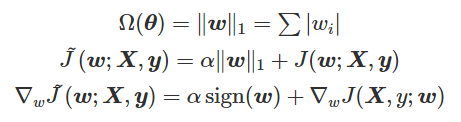 Ω(θ) = ‖w‖₁ = ∑|wᵢ|
J̃(w; X, y) = α‖w‖₁ + J(w; X, y)
∇_w J̃(w; X, y) = α sign(w) + ∇_w J(X, y; w)